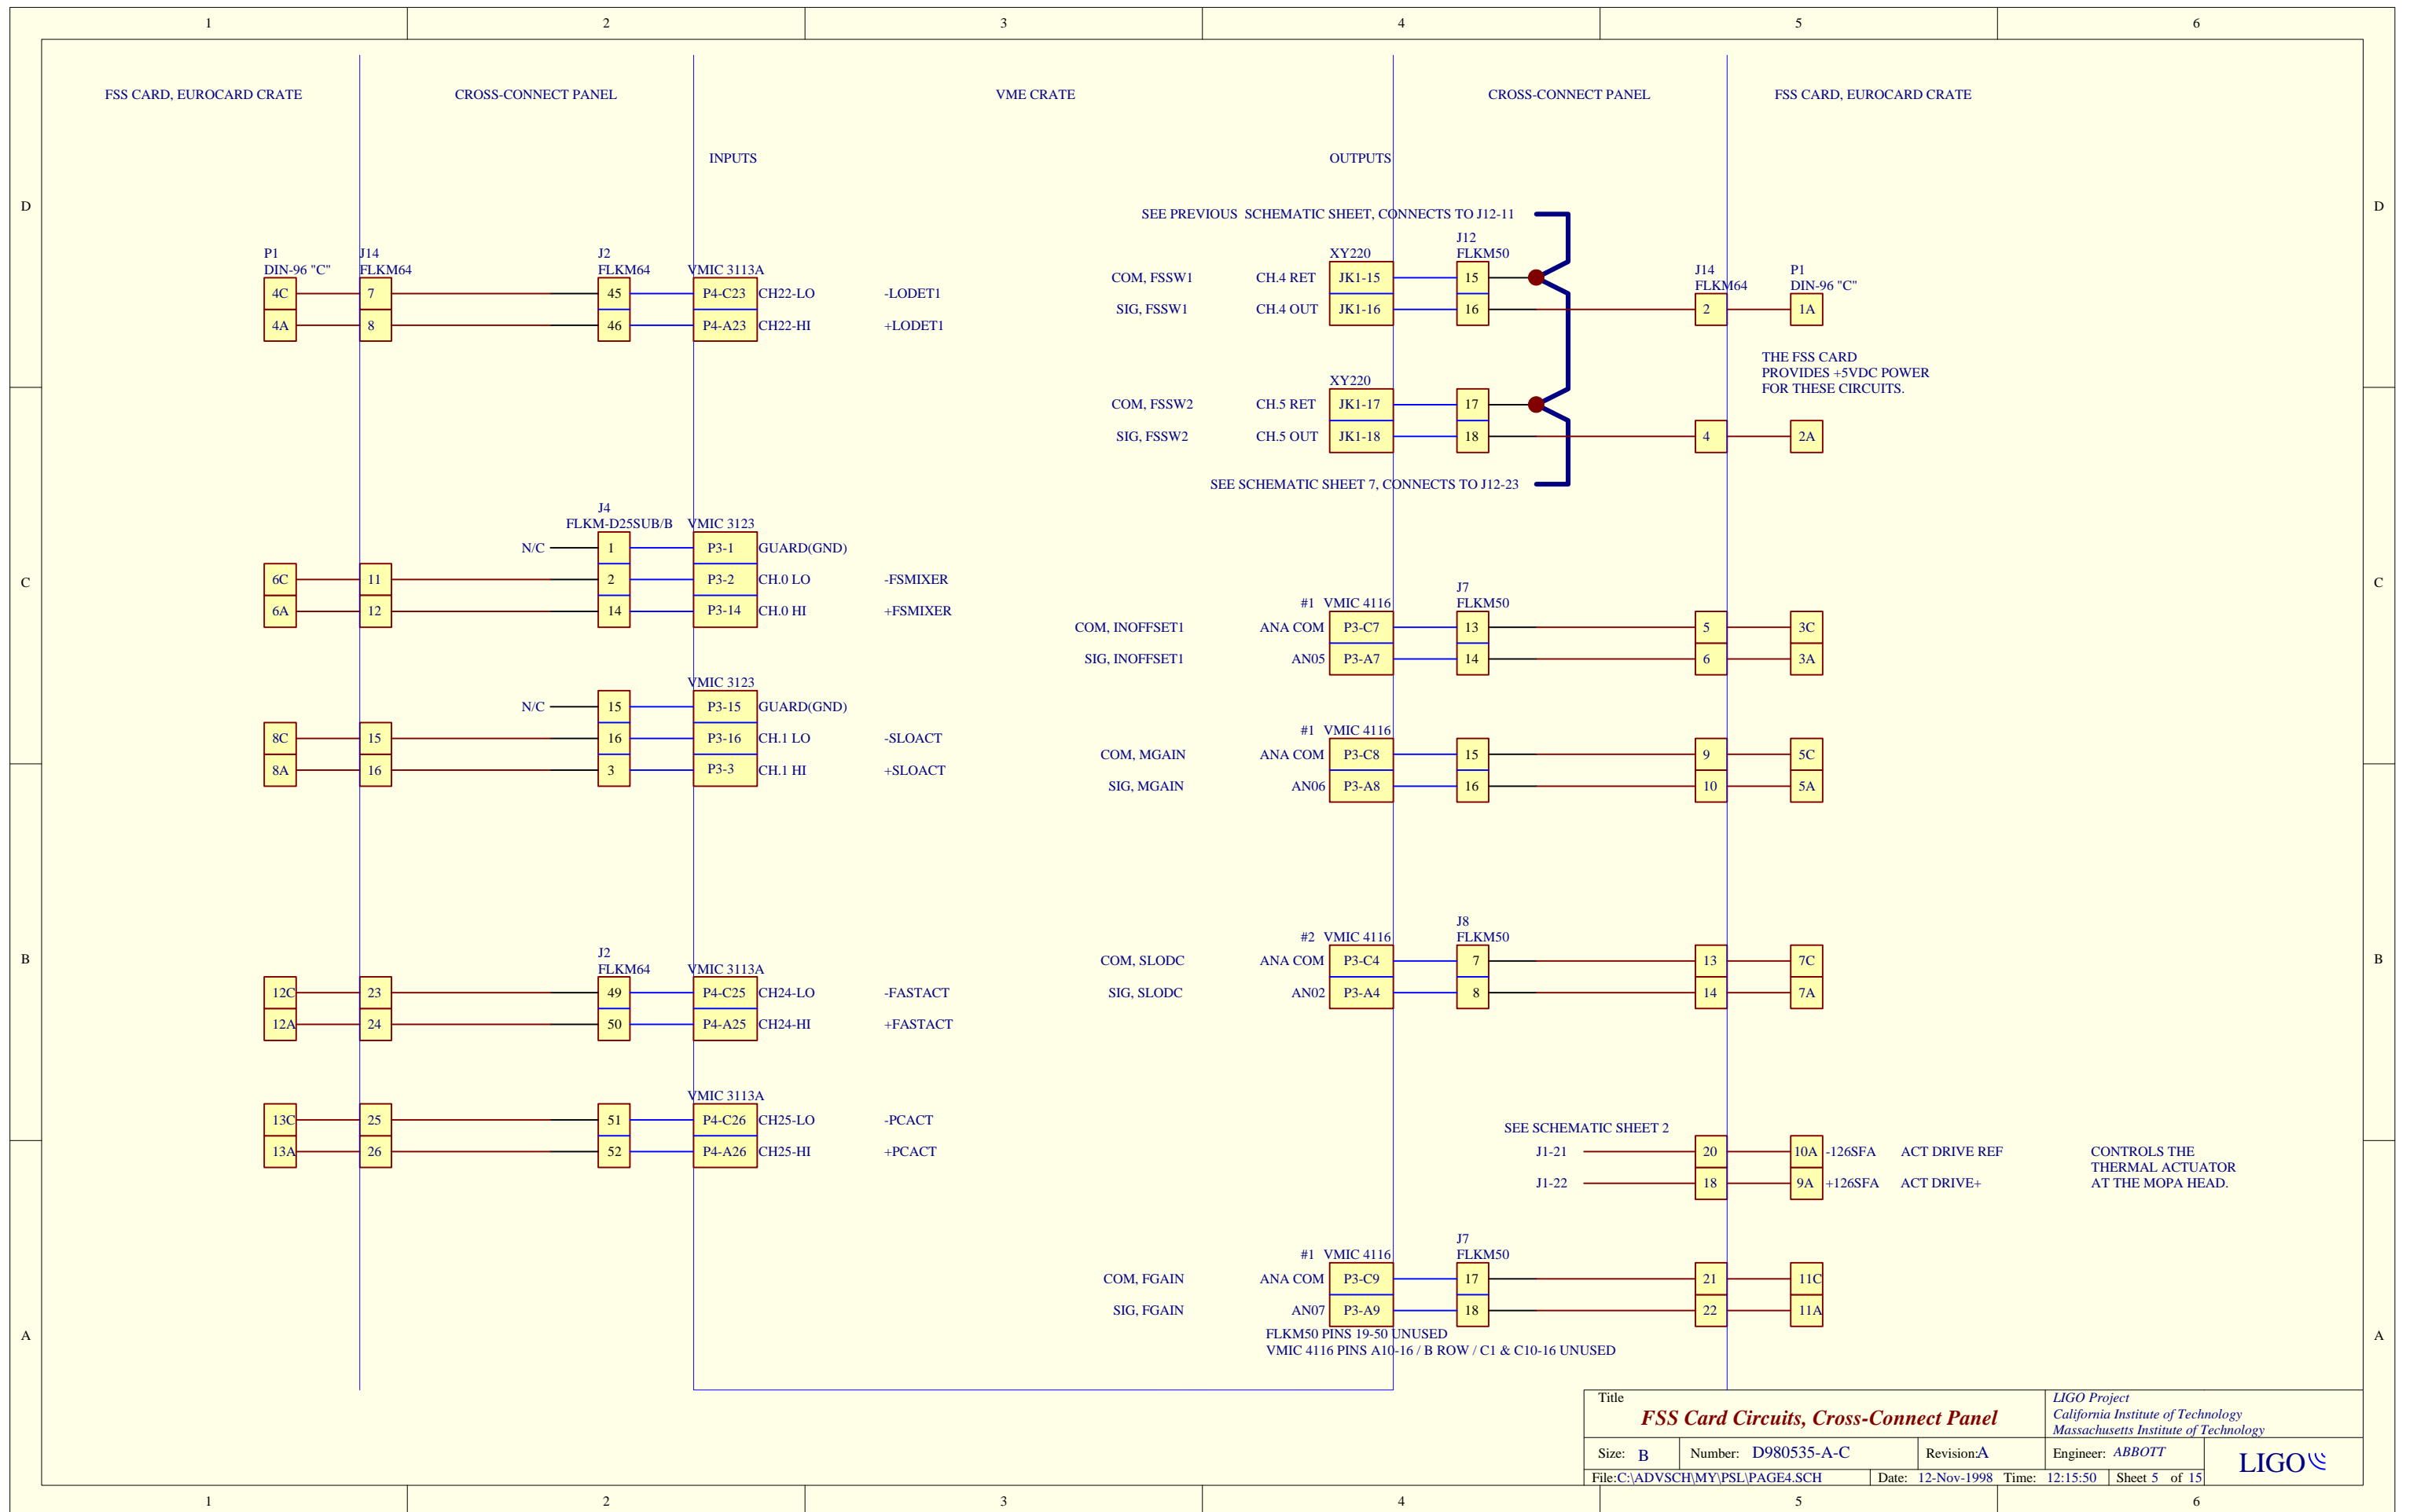 1 2 3 4 5 6
FSS CARD, EUROCARD CRATE
CROSS-CONNECT PANEL
VME CRATE
CROSS-CONNECT PANEL
FSS CARD, EUROCARD CRATE
INPUTS
OUTPUTS
D
D
P1
DIN-96 "C"
J14
FLKM64
J2
FLKM64
VMIC 3113A
4C 7 45 P4-C23 CH22-LO -LODET1
4A 8 46 P4-A23 CH22-HI +LODET1
SEE PREVIOUS SCHEMATIC SHEET, CONNECTS TO J12-11
XY220
J12
FLKM50
J14
FLKM64
P1
DIN-96 "C"
COM, FSSW1 CH.4 RET JK1-15 15
SIG, FSSW1 CH.4 OUT JK1-16 16 2 1A
THE FSS CARD
PROVIDES +5VDC POWER
FOR THESE CIRCUITS.
XY220
COM, FSSW2 CH.5 RET JK1-17 17
SIG, FSSW2 CH.5 OUT JK1-18 18 4 2A
SEE SCHEMATIC SHEET 7, CONNECTS TO J12-23
C
C
J4
FLKM-D25SUB/B
VMIC 3123
N/C 1 P3-1 GUARD(GND)
6C 11 2 P3-2 CH.0 LO -FSMIXER
6A 12 14 P3-14 CH.0 HI +FSMIXER
VMIC 3123
N/C 15 P3-15 GUARD(GND)
8C 15 16 P3-16 CH.1 LO -SLOACT
8A 16 3 P3-3 CH.1 HI +SLOACT
#1 VMIC 4116
J7
FLKM50
COM, INOFFSET1 ANA COM P3-C7 13 5 3C
SIG, INOFFSET1 AN05 P3-A7 14 6 3A
#1 VMIC 4116
COM, MGAIN ANA COM P3-C8 15 9 5C
SIG, MGAIN AN06 P3-A8 16 10 5A
B
B
J2
FLKM64
VMIC 3113A
12C 23 49 P4-C25 CH24-LO -FASTACT
12A 24 50 P4-A25 CH24-HI +FASTACT
VMIC 3113A
13C 25 51 P4-C26 CH25-LO -PCACT
13A 26 52 P4-A26 CH25-HI +PCACT
#2 VMIC 4116
J8
FLKM50
COM, SLODC ANA COM P3-C4 7 13 7C
SIG, SLODC AN02 P3-A4 8 14 7A
SEE SCHEMATIC SHEET 2
J1-21 20 10A -126SFA ACT DRIVE REF
J1-22 18 9A +126SFA ACT DRIVE+
CONTROLS THE
THERMAL ACTUATOR
AT THE MOPA HEAD.
A
A
#1 VMIC 4116
J7
FLKM50
COM, FGAIN ANA COM P3-C9 17 21 11C
SIG, FGAIN AN07 P3-A9 18 22 11A
FLKM50 PINS 19-50 UNUSED
VMIC 4116 PINS A10-16 / B ROW / C1 & C10-16 UNUSED
Title
FSS Card Circuits, Cross-Connect Panel
LIGO Project
California Institute of Technology
Massachusetts Institute of Technology
Size: B Number: D980535-A-C Revision:A Engineer: ABBOTT
LIGO
File:C:\ADVSCH\MY\PSL\PAGE4.SCH Date: 12-Nov-1998 Time: 12:15:50 Sheet 5 of 15
1 2 3 4 5 6